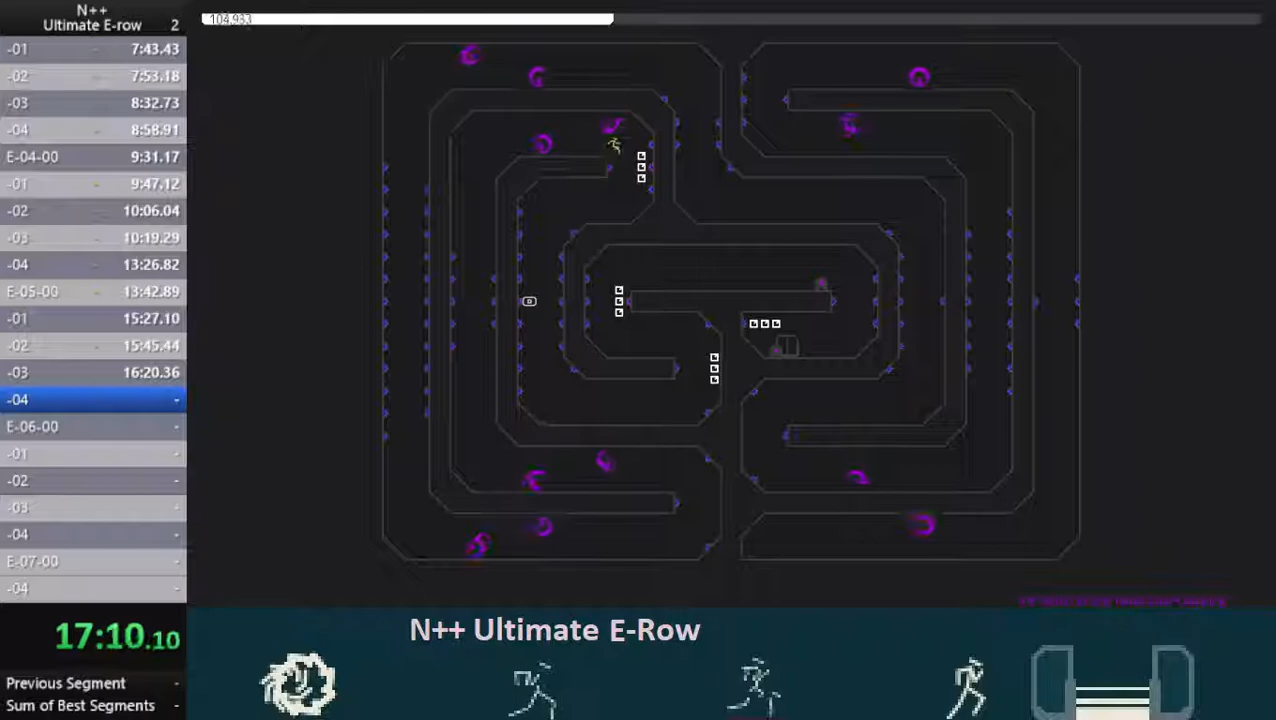 N++
Ultimate E-row 2
-01 - 7:43.43
-02 - 7:53.18
-03 - 8:32.73
-04 - 8:58.91
E-04-00 9:31.17
-01 - 9:47.12
-02 - 10:06.04
-03 - 10:19.29
-04 - 13:26.82
E-05-00 - 13:42.89
-01 - 15:27.10
-02 - 15:45.44
-03 - 16:20.36
-04 -
E-06-00 -
-01 -
-02 -
-03 -
-04 -
E-07-00 -
-04 -
17:10.10
Previous Segment -
Sum of Best Segments -
N++ Ultimate E-Row